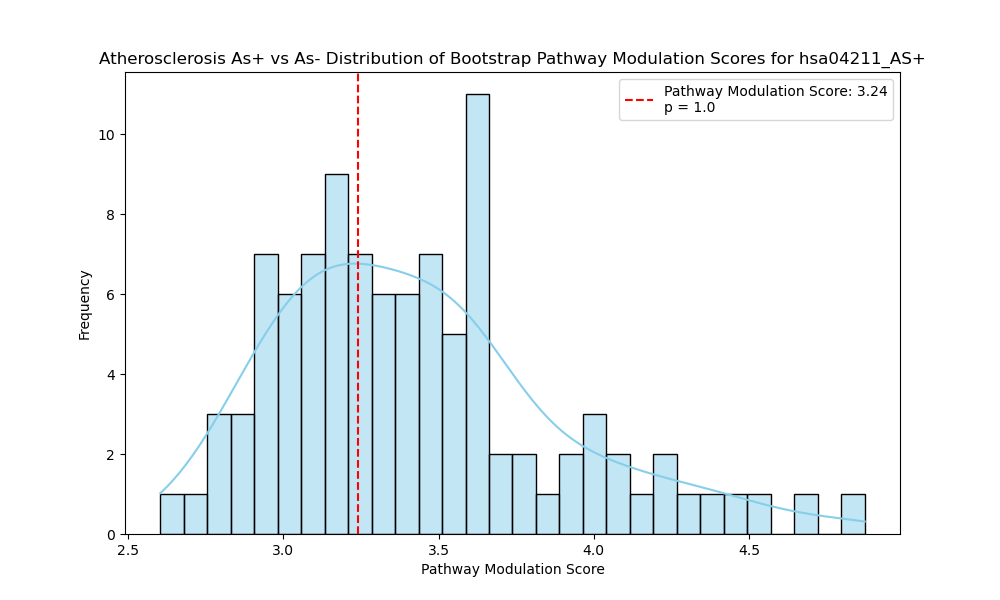 Atherosclerosis As+ vs As- Distribution of Bootstrap Pathway Modulation Scores for hsa04211_AS+
Pathway Modulation Score: 3.24
p = 1.0
Frequency
10
8
6
4
2
0
2.5 3.0 3.5 4.0 4.5
Pathway Modulation Score